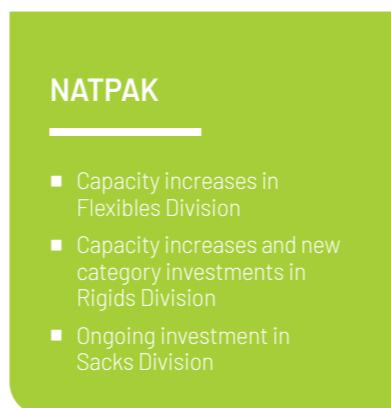 NATPAK
■ Capacity increases in
Flexibles Division
■ Capacity increases and new
category investments in
Rigids Division
■ Ongoing investment in
Sacks Division